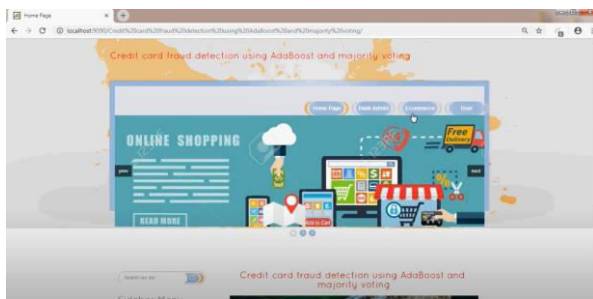 Home Page
localhost:9090/Credit%20card%20fraud%20detection%20using%20AdaBoost%20and%20majority%20voting/
Credit card fraud detection using AdaBoost and majority voting
Home Page
Bank Admin
Ecommerce
User
ONLINE SHOPPING
Free
Delivery
prev
next
READ MORE
Add to Cart
Credit card fraud detection using AdaBoost and
majority voting
Sidebar Menu